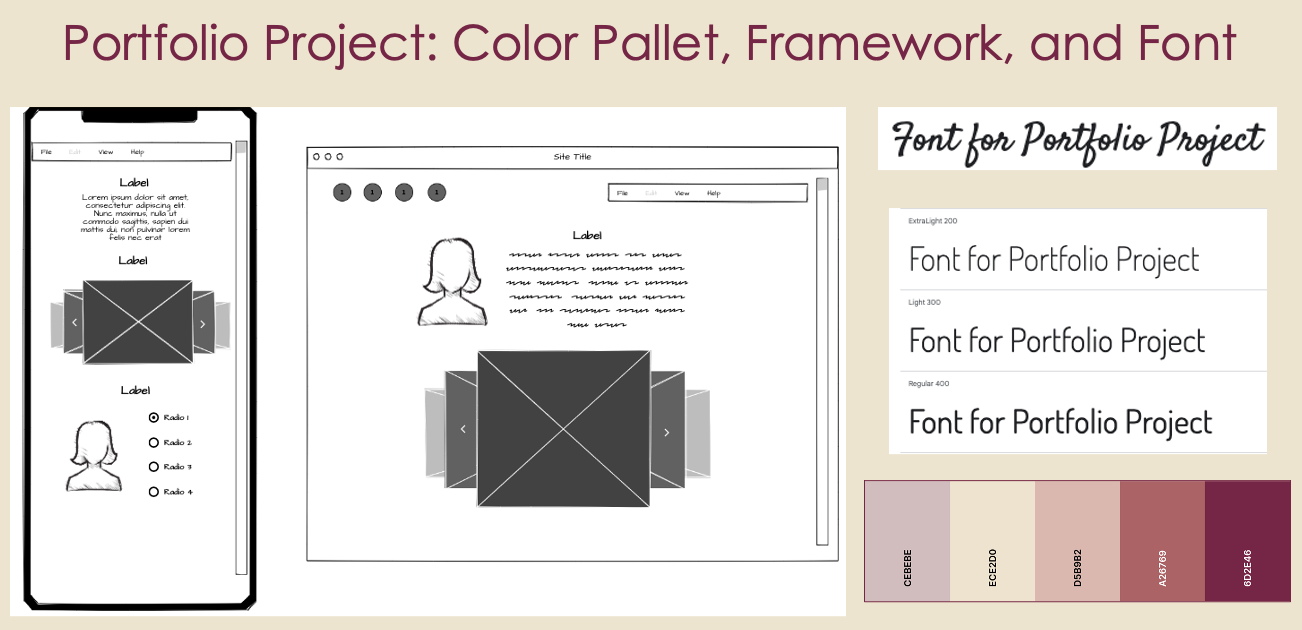 Portfolio Project: Color Pallet, Framework, and Font
File Edit View Help
Label
Lorem ipsum dolor sit amet,
consectetur adipiscing elit.
Nunc maximus, nulla ut
commodo sagittis, sapien dui
mattis dui, non pulvinar lorem
felis nec erat
Label
Label
Radio 1
Radio 2
Radio 3
Radio 4
Site Title
1 1 1 1
File Edit View Help
Label
Font for Portfolio Project
ExtraLight 200
Font for Portfolio Project
Light 300
Font for Portfolio Project
Regular 400
Font for Portfolio Project
CEBEBE
ECE2D0
D5B9B2
A26769
6D2E46